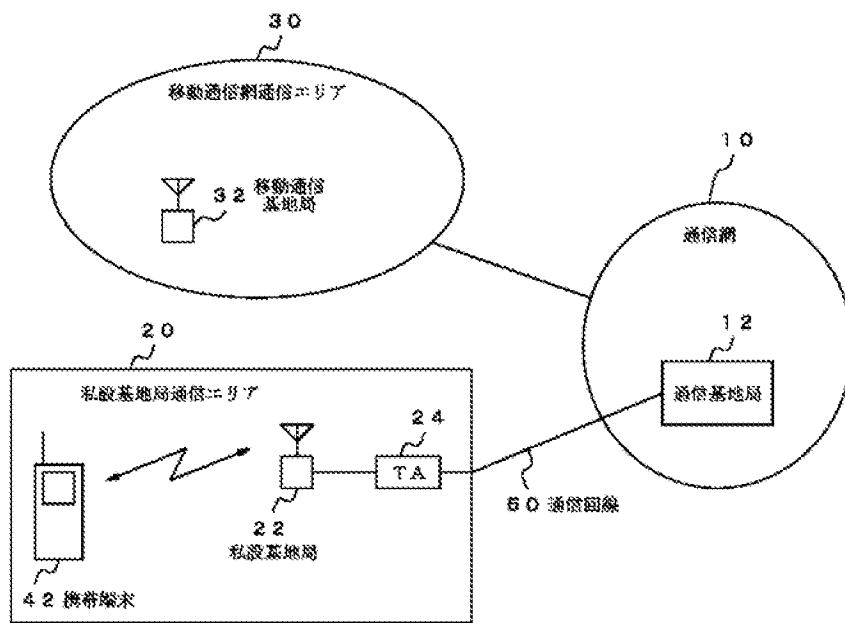 30
移動通信網通信エリア
32
移動通信
基地局
10
通信網
12
通信基地局
20
私設基地局通信エリア
24
TA
22
私設基地局
50 通信回線
42 携帯端末